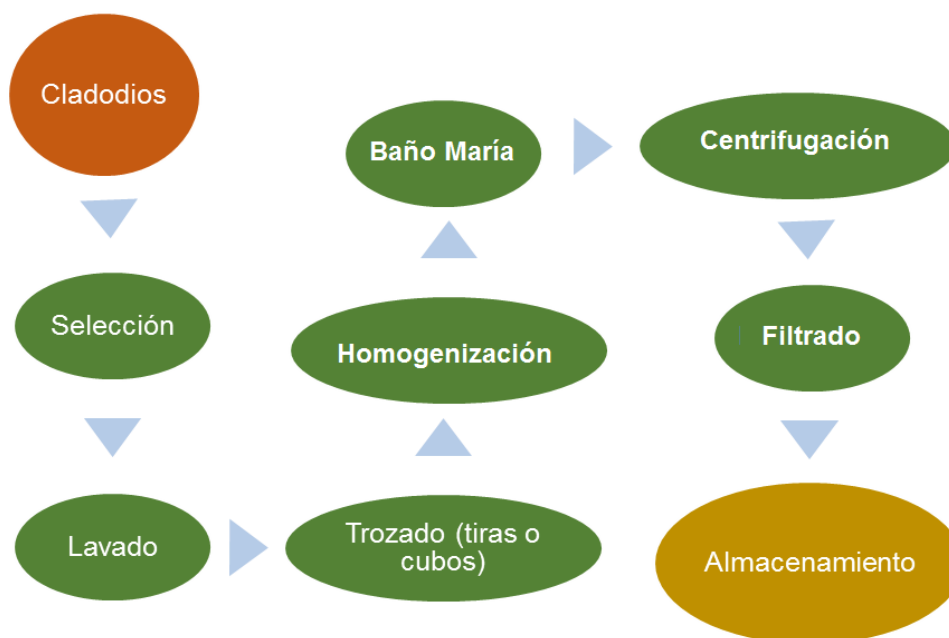 Cladodios
Selección
Lavado
Trozado (tiras o
cubos)
Homogenización
Baño María
Centrifugación
Filtrado
Almacenamiento